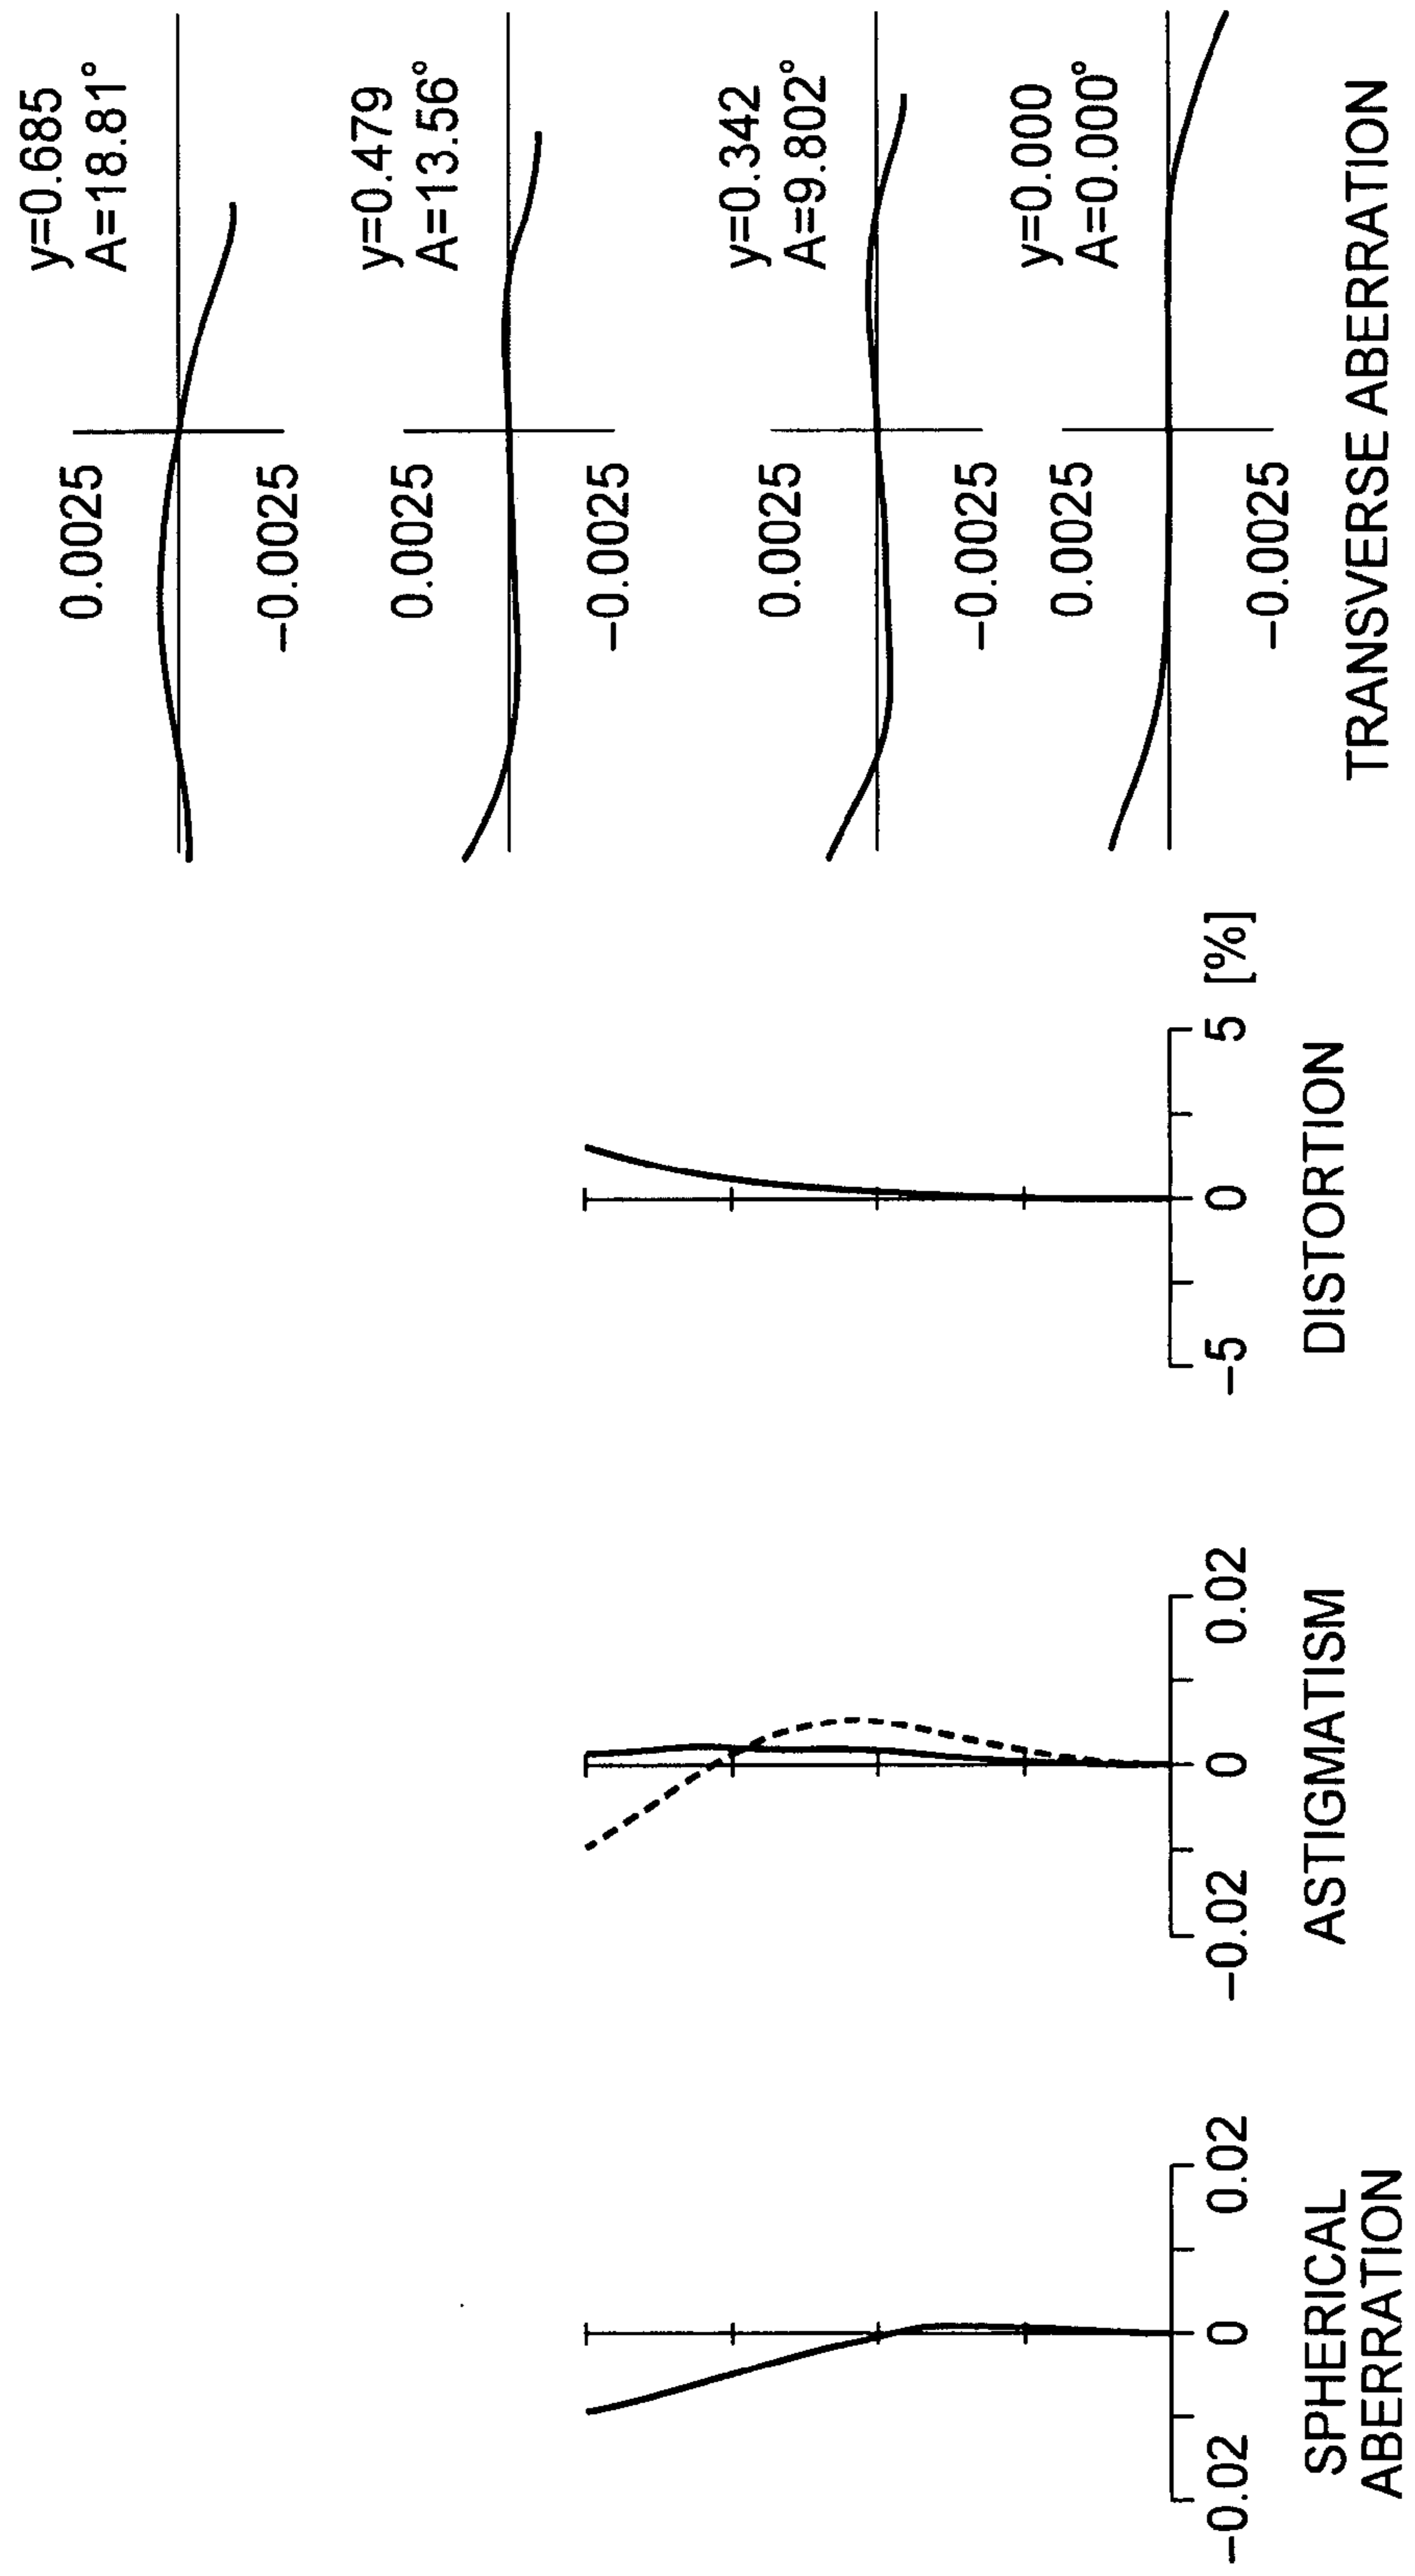 −0.02
0
0.02
SPHERICAL
ABERRATION
−0.02
0
0.02
ASTIGMATISM
−5
0
5
[%]
DISTORTION
y=0.685
A=18.81°
0.0025
−0.0025
y=0.479
A=13.56°
0.0025
−0.0025
y=0.342
A=9.802°
0.0025
−0.0025
y=0.000
A=0.000°
0.0025
−0.0025
TRANSVERSE ABERRATION